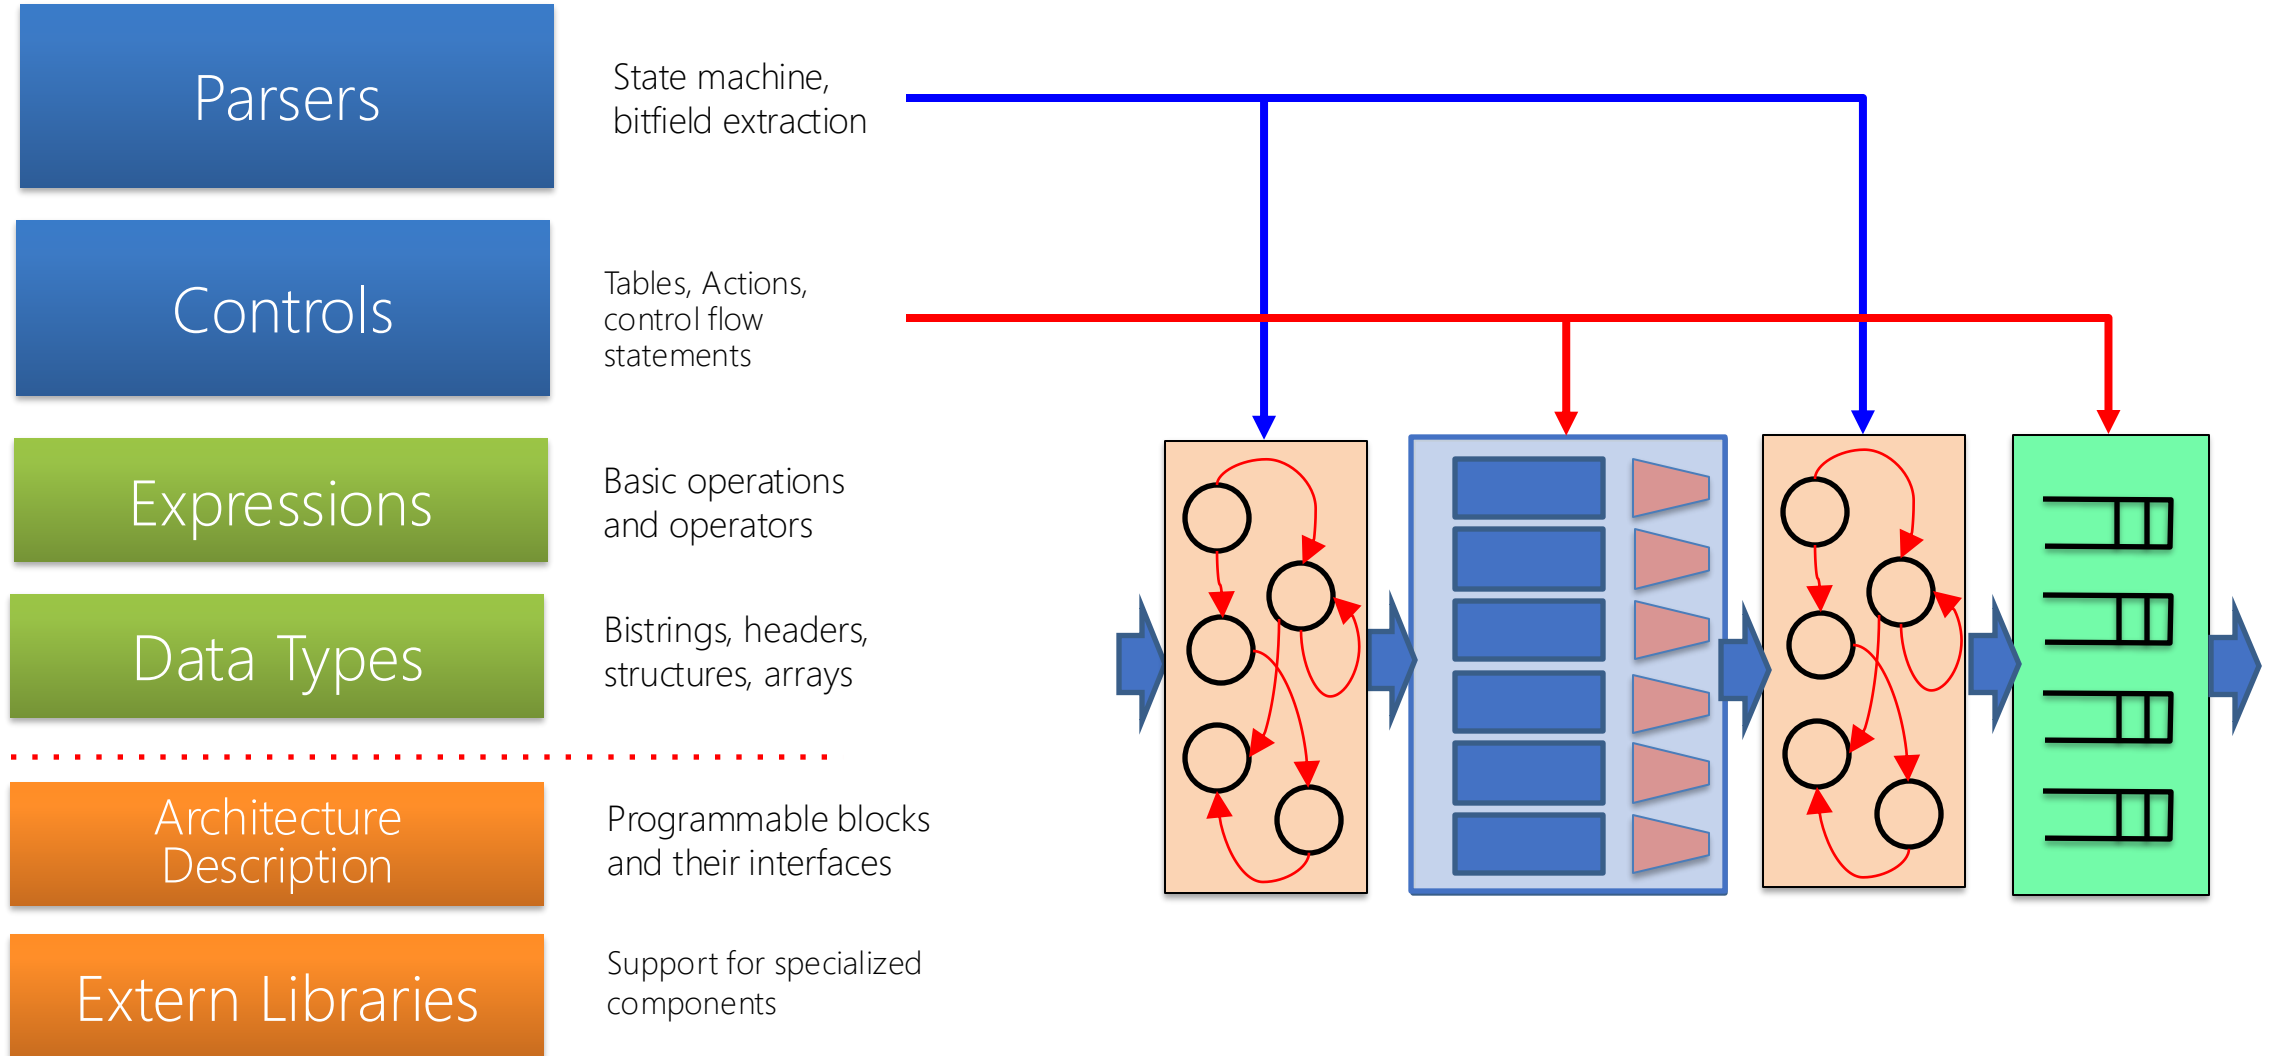 Parsers
State machine,
bitfield extraction
Controls
Tables, Actions,
control flow
statements
Expressions
Basic operations
and operators
Data Types
Bistrings, headers,
structures, arrays
Architecture
Description
Programmable blocks
and their interfaces
Extern Libraries
Support for specialized
components